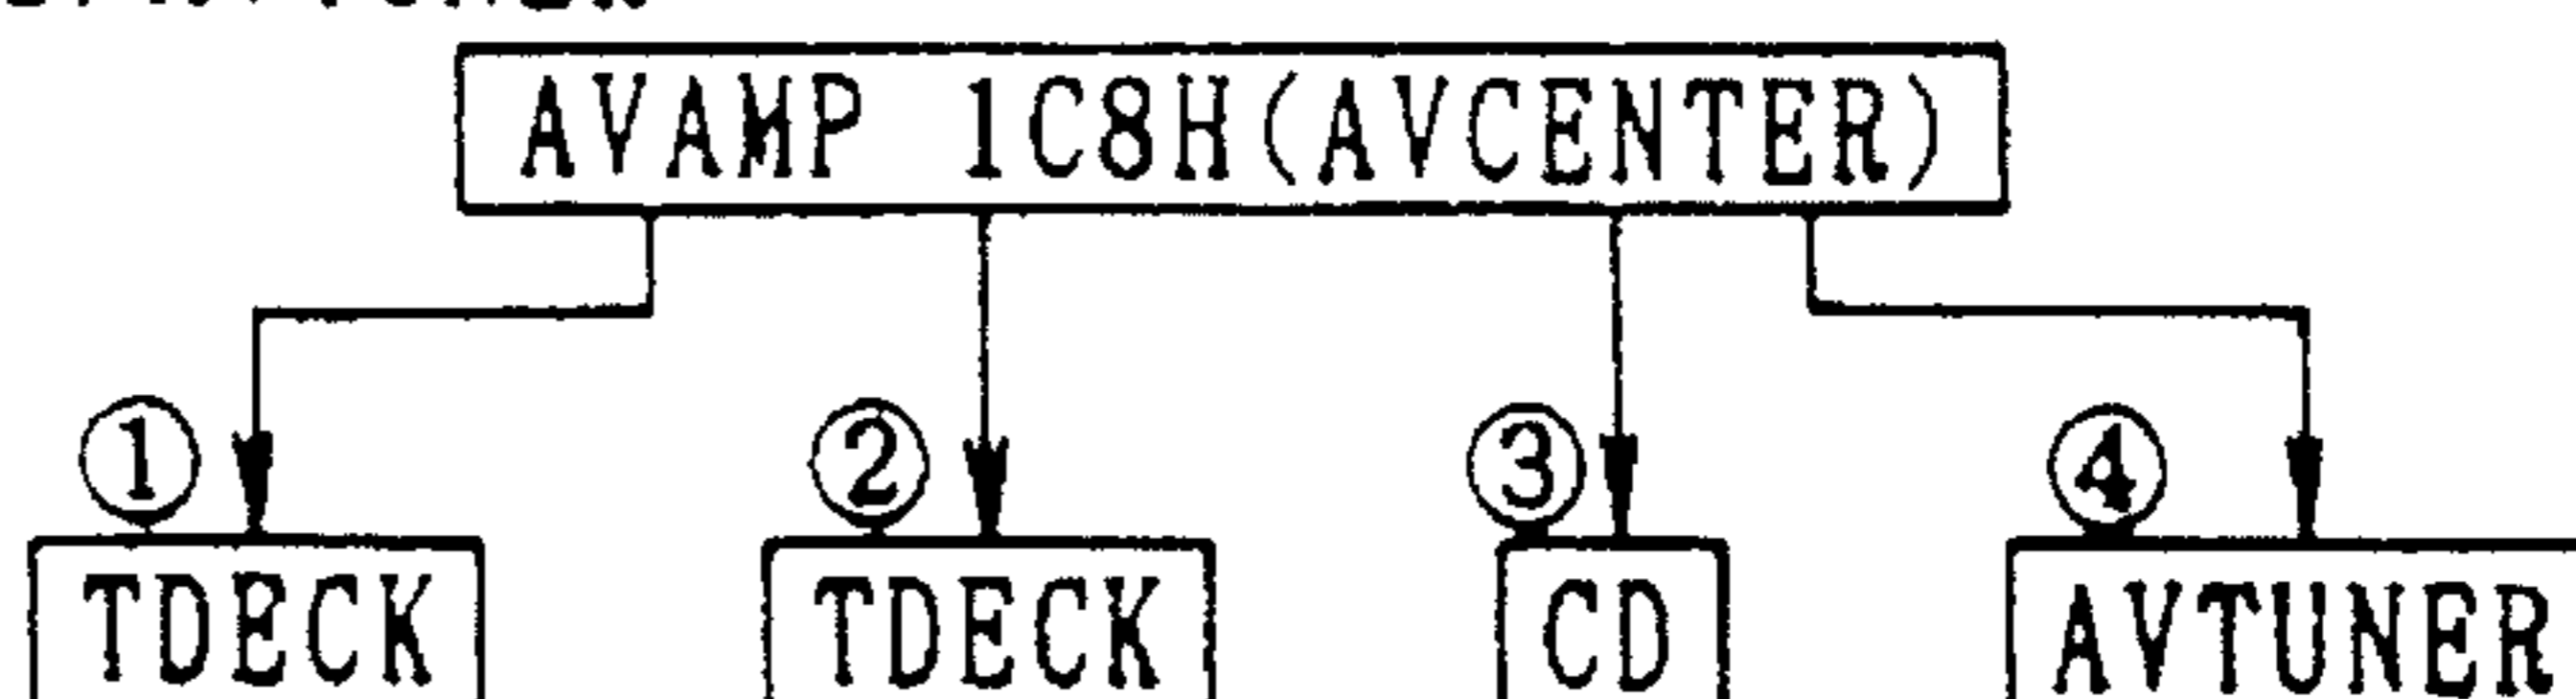 AVAMP 1C8H(AVCENTER)
① ② ③ ④
TDECK TDECK CD AVTUNER